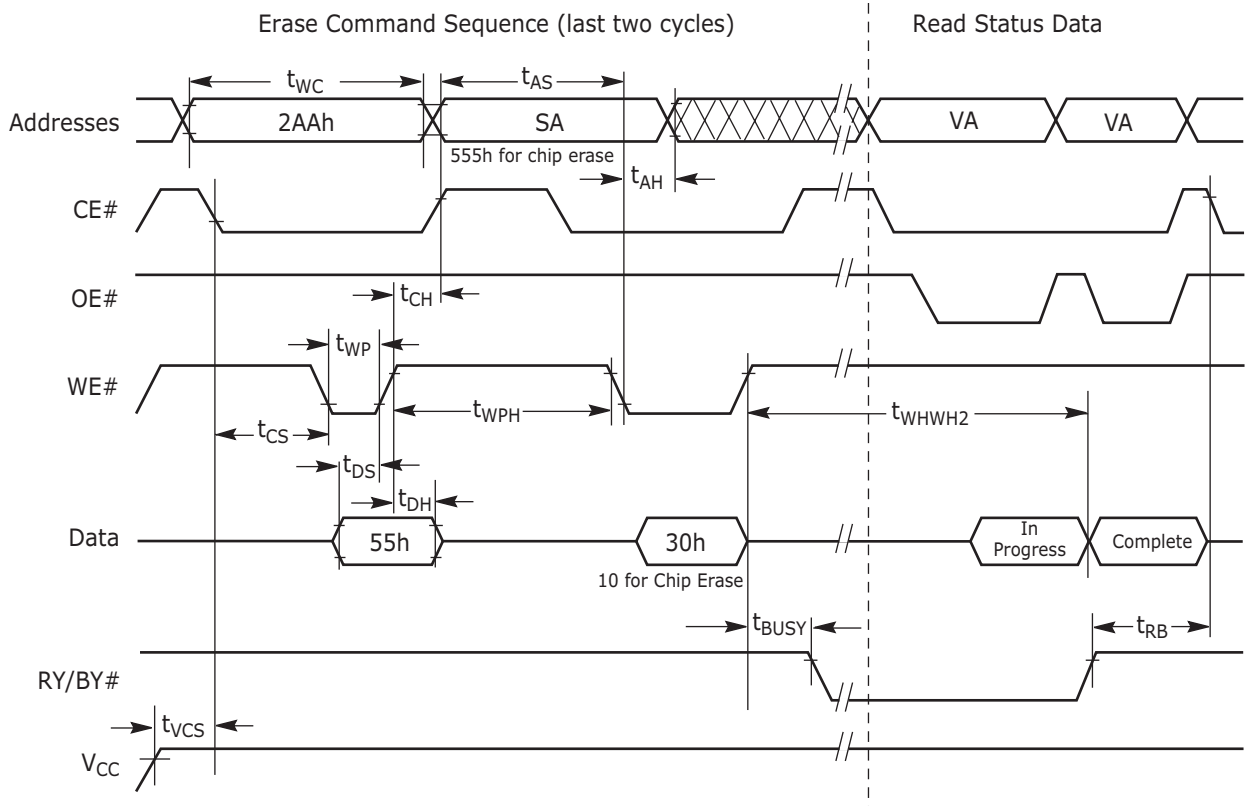 Erase Command Sequence (last two cycles)
Read Status Data
tWC
tAS
Addresses
2AAh
SA
VA
VA
555h for chip erase
tAH
CE#
OE#
tCH
tWP
WE#
tWPH
tWHWH2
tCS
tDS
tDH
Data
55h
30h
In
Progress
Complete
10 for Chip Erase
tBUSY
tRB
RY/BY#
tVCS
VCC